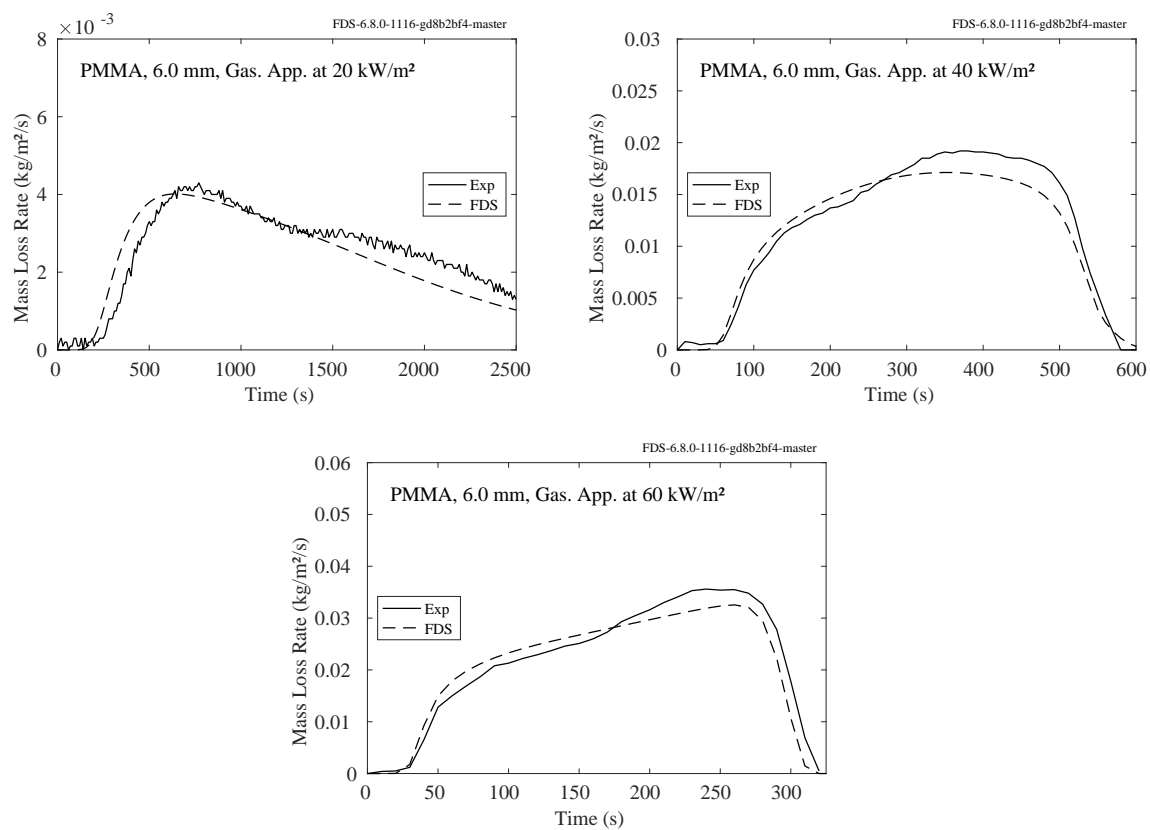 × 10⁻³
FDS-6.8.0-1116-gd8b2bf4-master
8
6
4
2
0
PMMA, 6.0 mm, Gas. App. at 20 kW/m²
Mass Loss Rate (kg/m²/s)
Exp
FDS
0 500 1000 1500 2000 2500
Time (s)
FDS-6.8.0-1116-gd8b2bf4-master
0.03
0.025
0.02
0.015
0.01
0.005
0
PMMA, 6.0 mm, Gas. App. at 40 kW/m²
Mass Loss Rate (kg/m²/s)
Exp
FDS
0 100 200 300 400 500 600
Time (s)
FDS-6.8.0-1116-gd8b2bf4-master
0.06
0.05
0.04
0.03
0.02
0.01
0
PMMA, 6.0 mm, Gas. App. at 60 kW/m²
Mass Loss Rate (kg/m²/s)
Exp
FDS
0 50 100 150 200 250 300
Time (s)